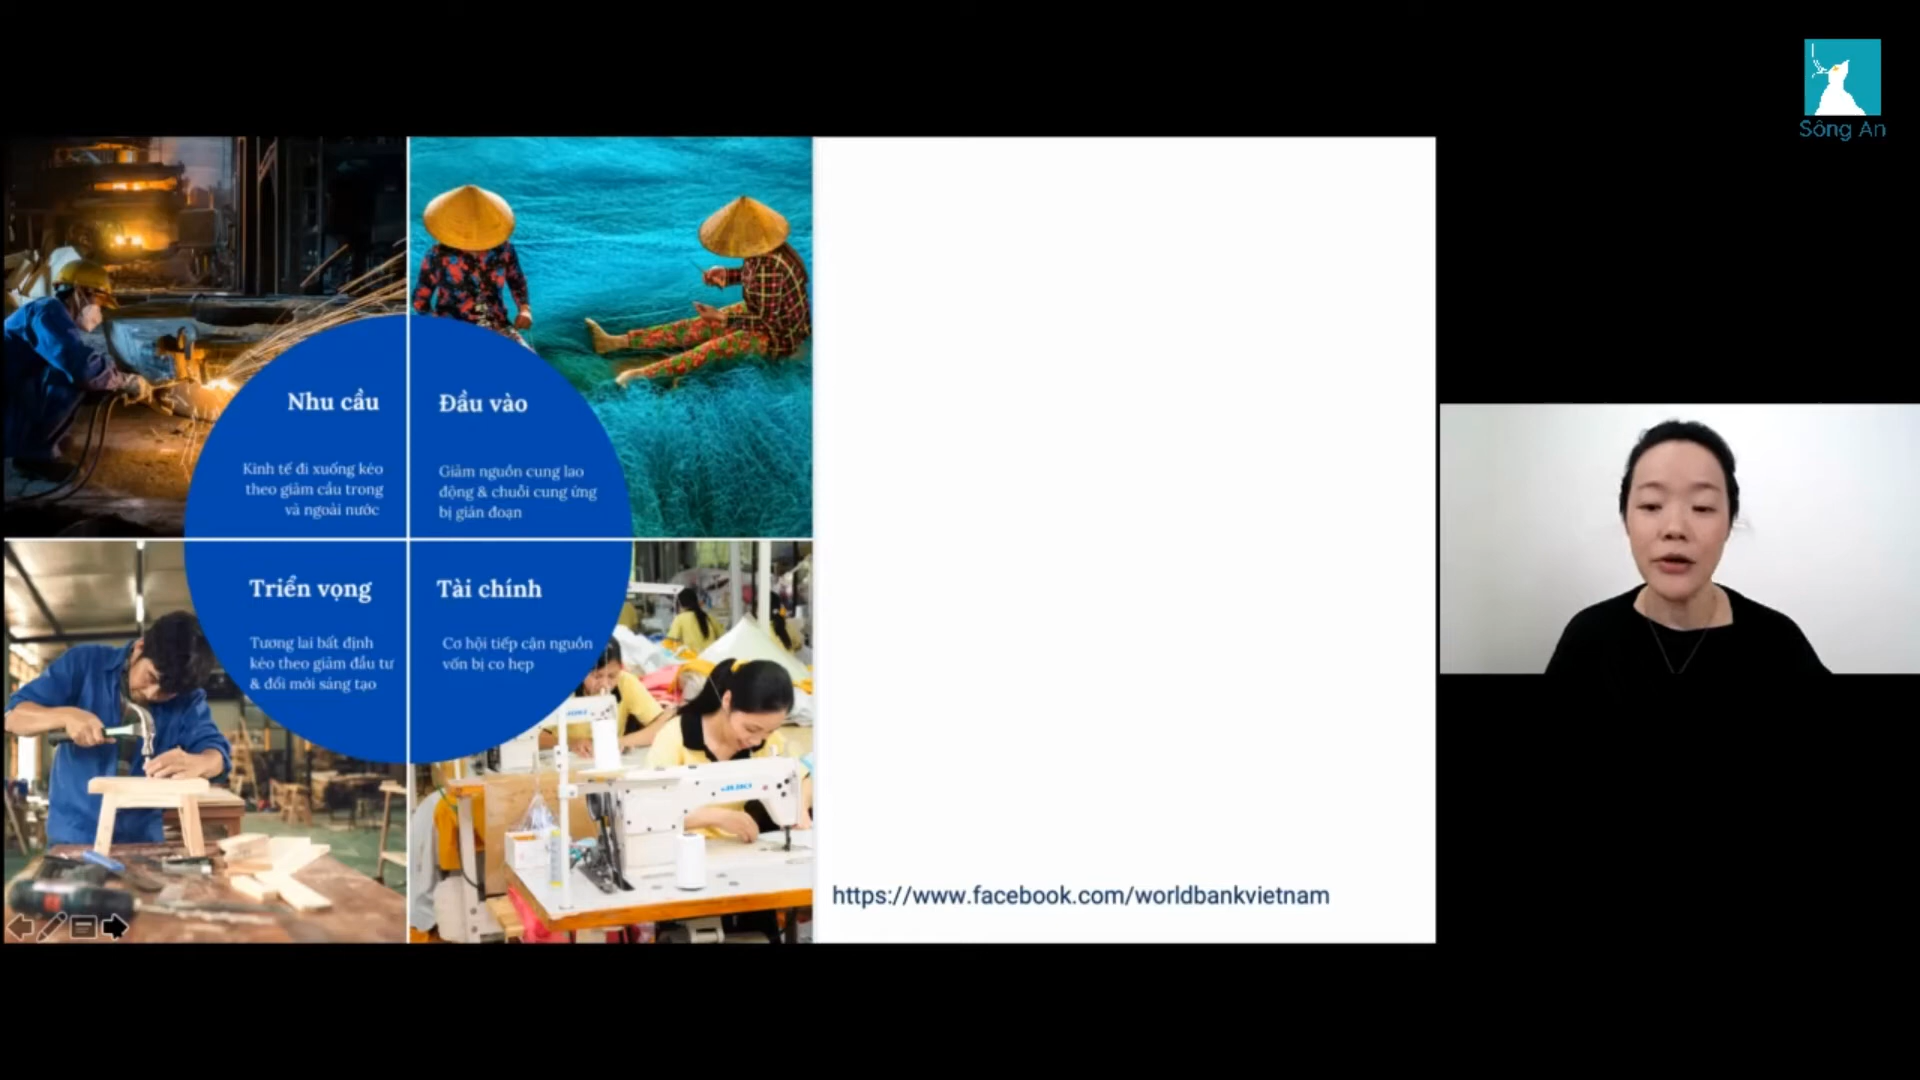 Sông An
Nhu cầu
Kinh tế đi xuống kéo
theo giảm cầu trong
và ngoài nước
Đầu vào
Giảm nguồn cung lao
động & chuỗi cung ứng
bị gián đoạn
Triển vọng
Tương lai bất định
kéo theo giảm đầu tư
& đổi mới sáng tạo
Tài chính
Cơ hội tiếp cận nguồn
vốn bị co hẹp
JUKI
JUKI
https://www.facebook.com/worldbankvietnam